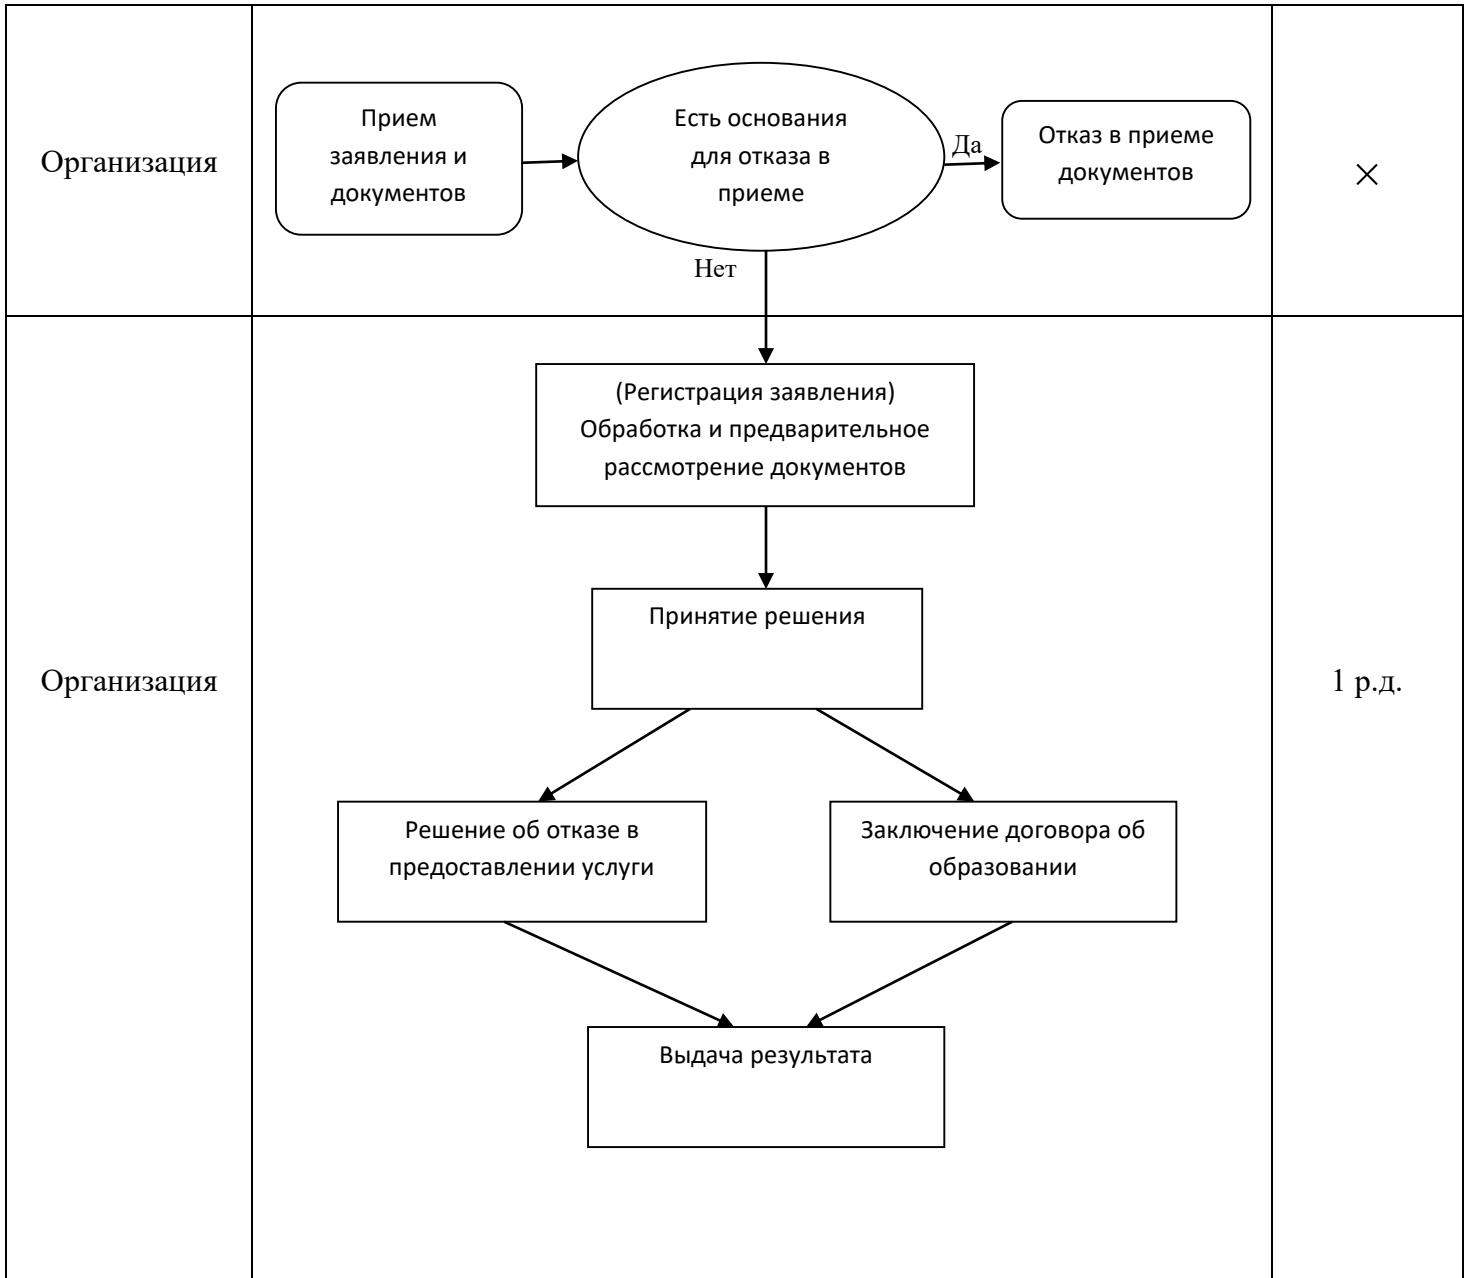 Организация
Прием
заявления и
документов
Есть основания
для отказа в
приеме
Да
Отказ в приеме
документов
×
Нет
Организация
(Регистрация заявления)
Обработка и предварительное
рассмотрение документов
Принятие решения
1 р.д.
Решение об отказе в
предоставлении услуги
Заключение договора об
образовании
Выдача результата